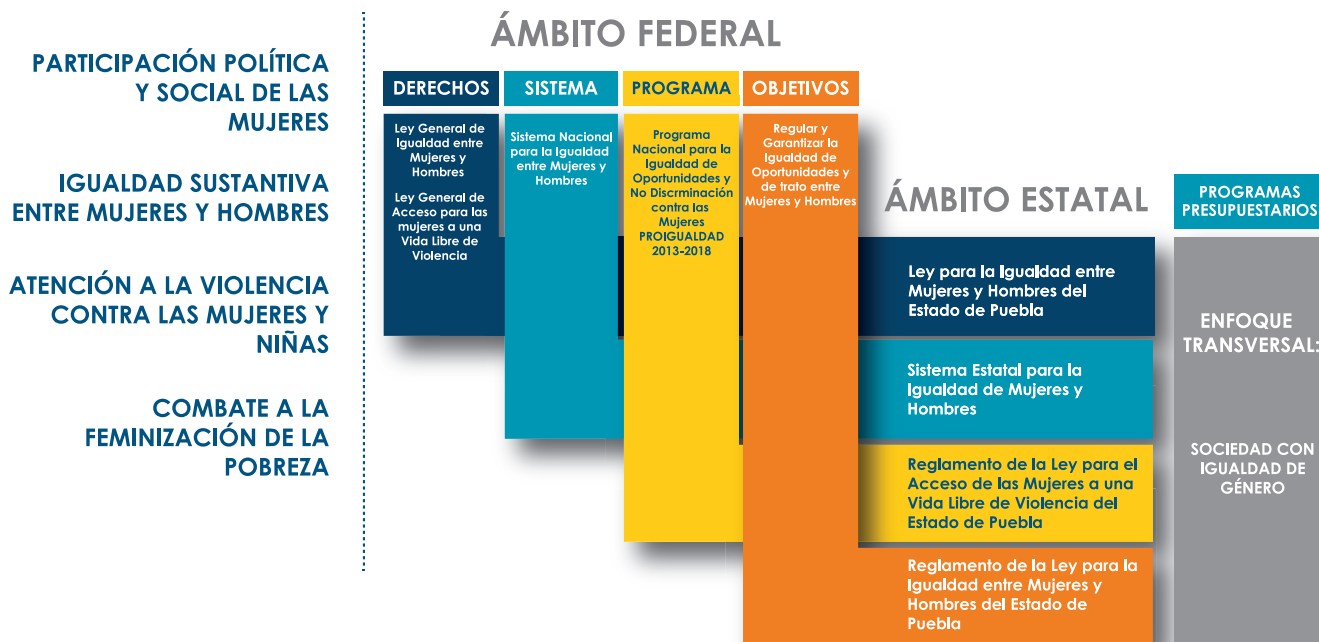 PARTICIPACIÓN POLÍTICA
Y SOCIAL DE LAS
MUJERES
IGUALDAD SUSTANTIVA
ENTRE MUJERES Y HOMBRES
ATENCIÓN A LA VIOLENCIA
CONTRA LAS MUJERES Y
NIÑAS
COMBATE A LA
FEMINIZACIÓN DE LA
POBREZA
ÁMBITO FEDERAL
DERECHOS
Ley General de
Igualdad entre
Mujeres y
Hombres
Ley General de
Acceso para las
mujeres a una
Vida Libre de
Violencia
SISTEMA
Sistema Nacional
para la Igualdad
entre Mujeres y
Hombres
PROGRAMA
Programa
Nacional para la
Igualdad de
Oportunidades y
No Discrminación
contra las
Mujeres
PROIGUALDAD
2013-2018
OBJETIVOS
Regular y
Garantizar la
Igualdad de
Oportunidades y
de trato entre
Mujeres y Hombres
ÁMBITO ESTATAL
Ley para la Igualdad entre
Mujeres y Hombres del
Estado de Puebla
Sistema Estatal para la
Igualdad de Mujeres y
Hombres
Reglamento de la Ley para el
Acceso de las Mujeres a una
Vida Libre de Violencia del
Estado de Puebla
Reglamento de la Ley para la
Igualdad entre Mujeres y
Hombres del Estado de
Puebla
PROGRAMAS
PRESUPUESTARIOS
ENFOQUE
TRANSVERSAL:
SOCIEDAD CON
IGUALDAD DE
GÉNERO